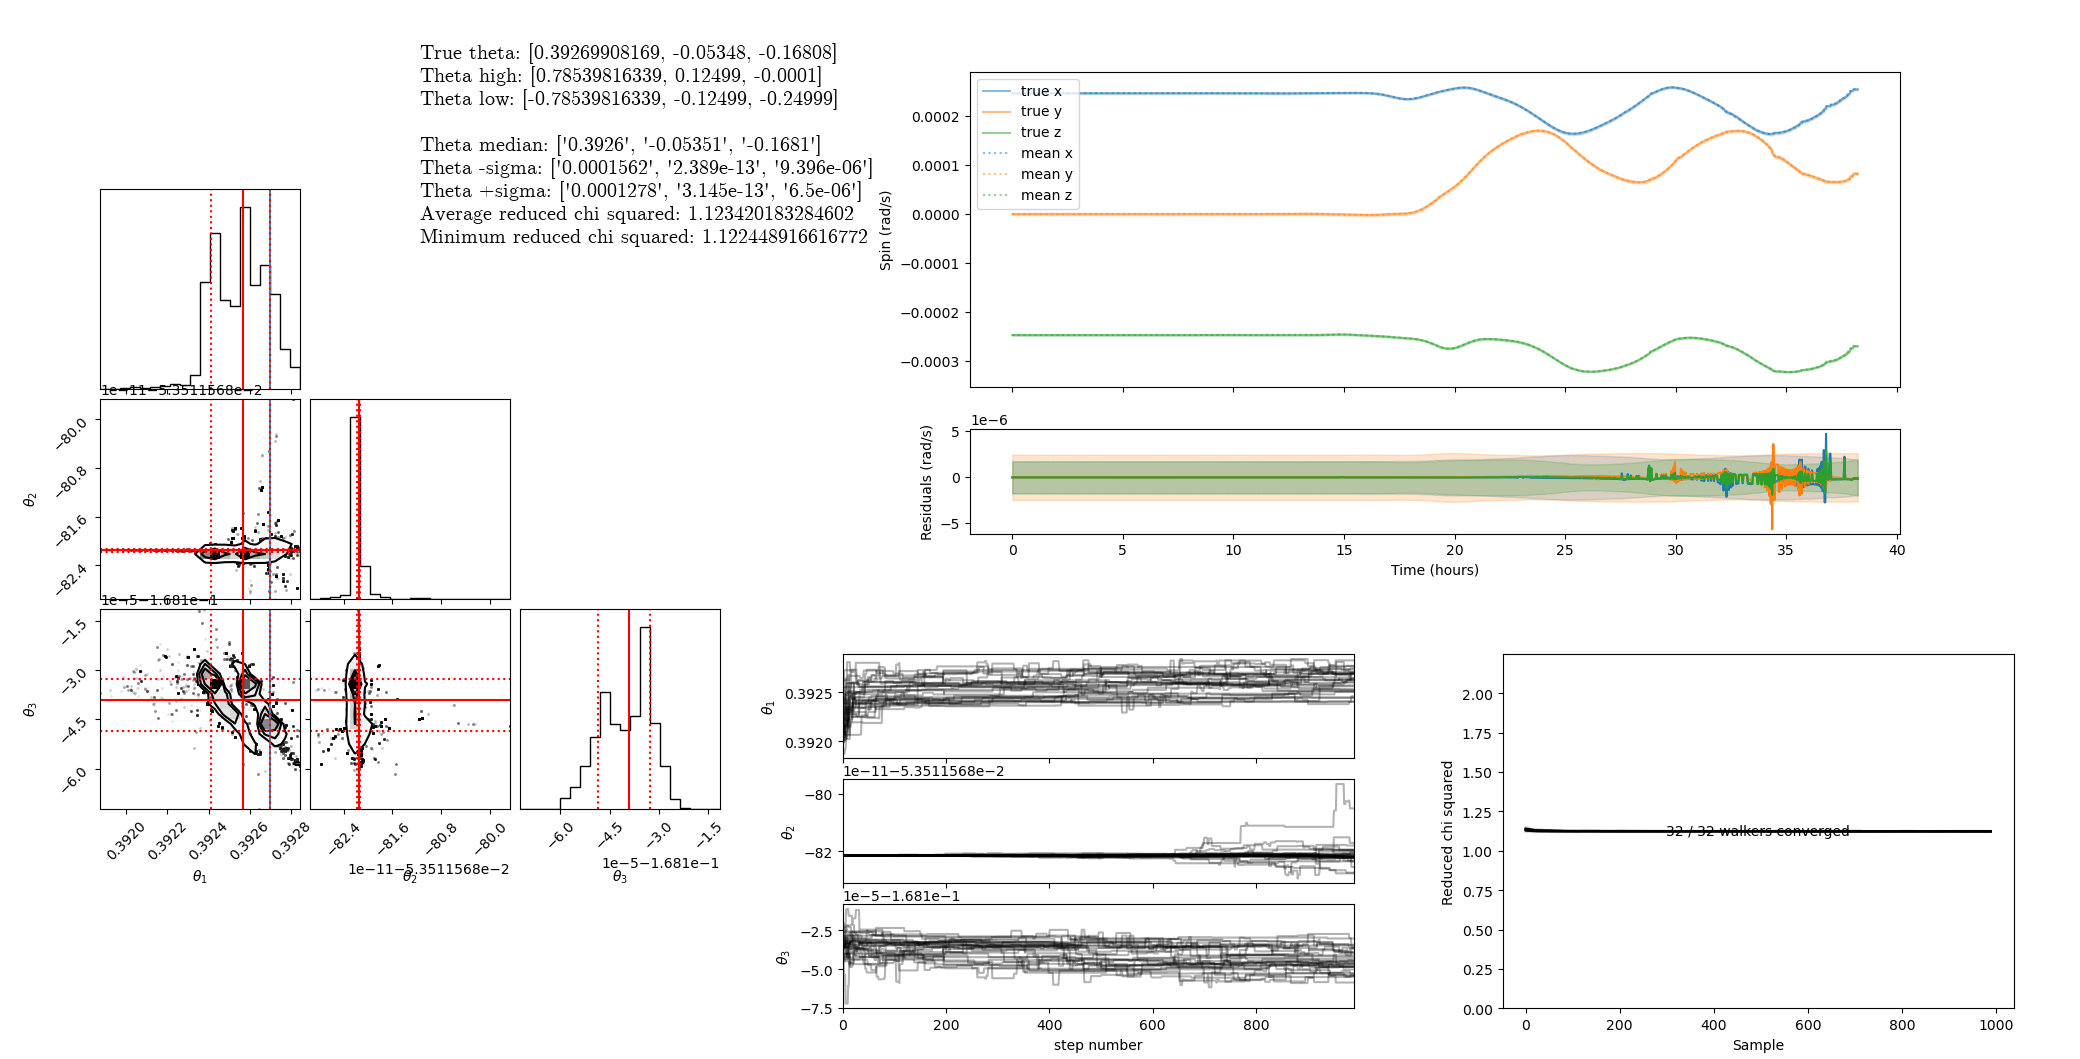 True theta: [0.39269908169, -0.05348, -0.16808]
Theta high: [0.78539816339, 0.12499, -0.0001]
Theta low: [-0.78539816339, -0.12499, -0.24999]
Theta median: ['0.3926', '-0.05351', '-0.1681']
Theta -sigma: ['0.0001562', '2.389e-13', '9.396e-06']
Theta +sigma: ['0.0001278', '3.145e-13', '6.5e-06']
Average reduced chi squared: 1.123420183284602
Minimum reduced chi squared: 1.122448916616772
true x
true y
true z
mean x
mean y
mean z
Spin (rad/s)
0.0002
0.0001
0.0000
−0.0001
−0.0002
−0.0003
1e−6
Residuals (rad/s)
5
0
−5
0 5 10 15 20 25 30 35 40
Time (hours)
1e−11−5.3511568e−2
θ2
−80.0
−80.8
−81.6
−82.4
1e−5−1.681e−1
θ3
−1.5
−3.0
−4.5
−6.0
0.3920 0.3922 0.3924 0.3926 0.3928
θ1
−82.4 −81.6 −80.8 −80.0
1e−11−5.3511568e−2
θ2
−6.0 −4.5 −3.0 −1.5
1e−5−1.681e−1
θ3
θ1
0.3925
0.3920
1e−11−5.3511568e−2
θ2
−80
−82
1e−5−1.681e−1
θ3
−2.5
−5.0
−7.5
0 200 400 600 800
step number
Reduced chi squared
2.00
1.75
1.50
1.25
1.00
0.75
0.50
0.25
0.00
32 / 32 walkers converged
0 200 400 600 800 1000
Sample